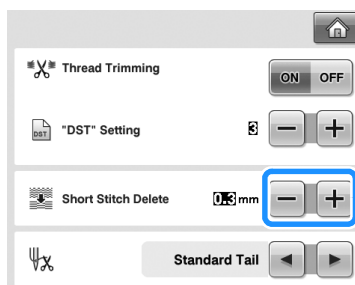 Thread Trimming
ON OFF
DST
"DST" Setting 3
Short Stitch Delete 0.3 mm
Standard Tail